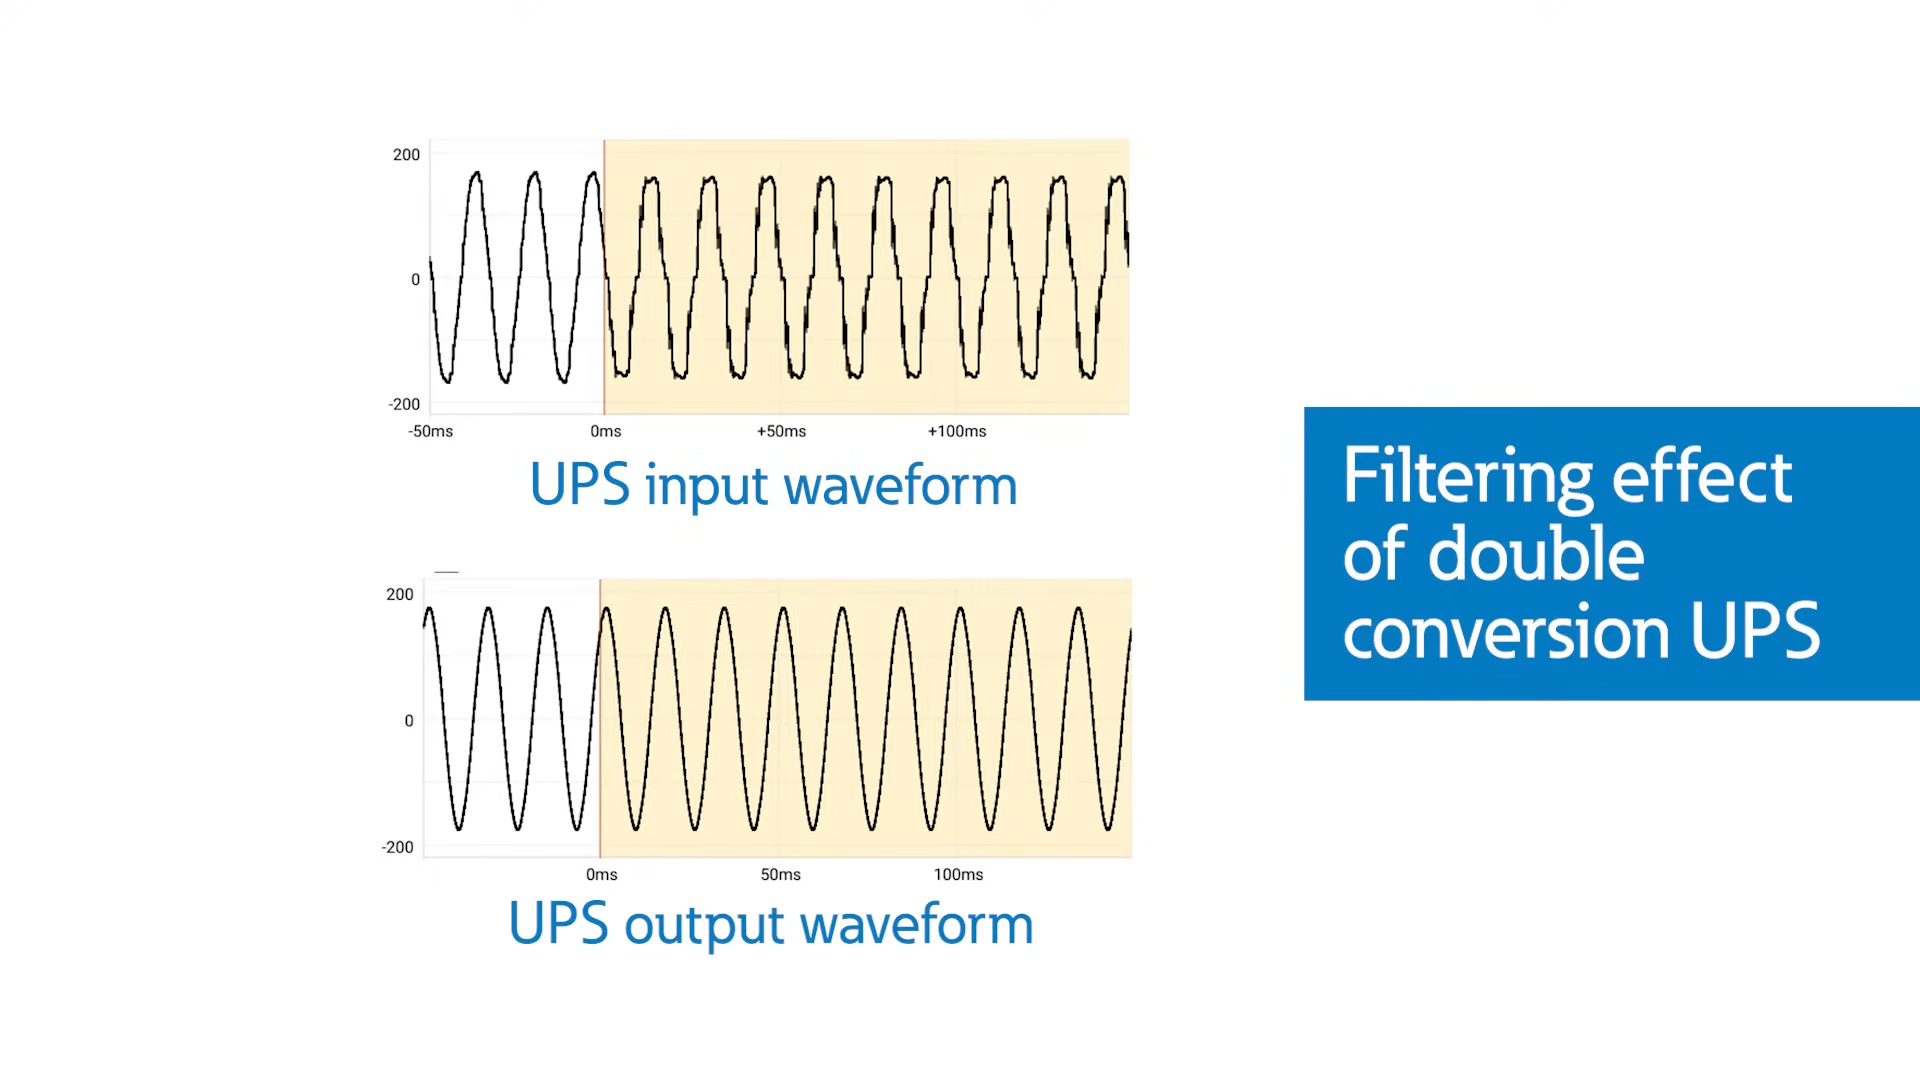 200
0
-200
-50ms 0ms +50ms +100ms
UPS input waveform
200
0
-200
0ms 50ms 100ms
UPS output waveform
Filtering effect
of double
conversion UPS